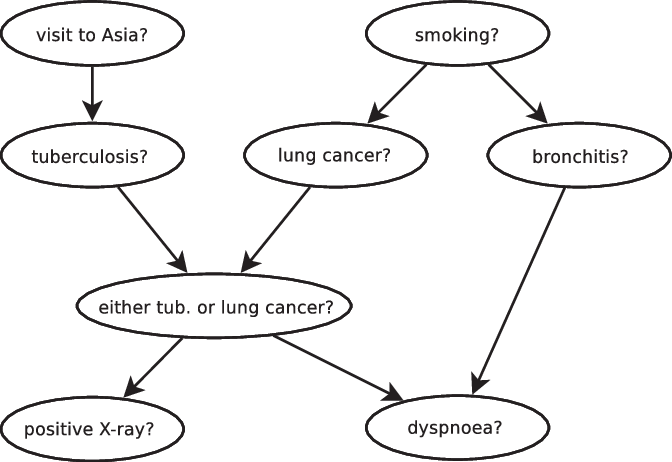 visit to Asia?
smoking?
tuberculosis?
lung cancer?
bronchitis?
either tub. or lung cancer?
positive X-ray?
dyspnoea?